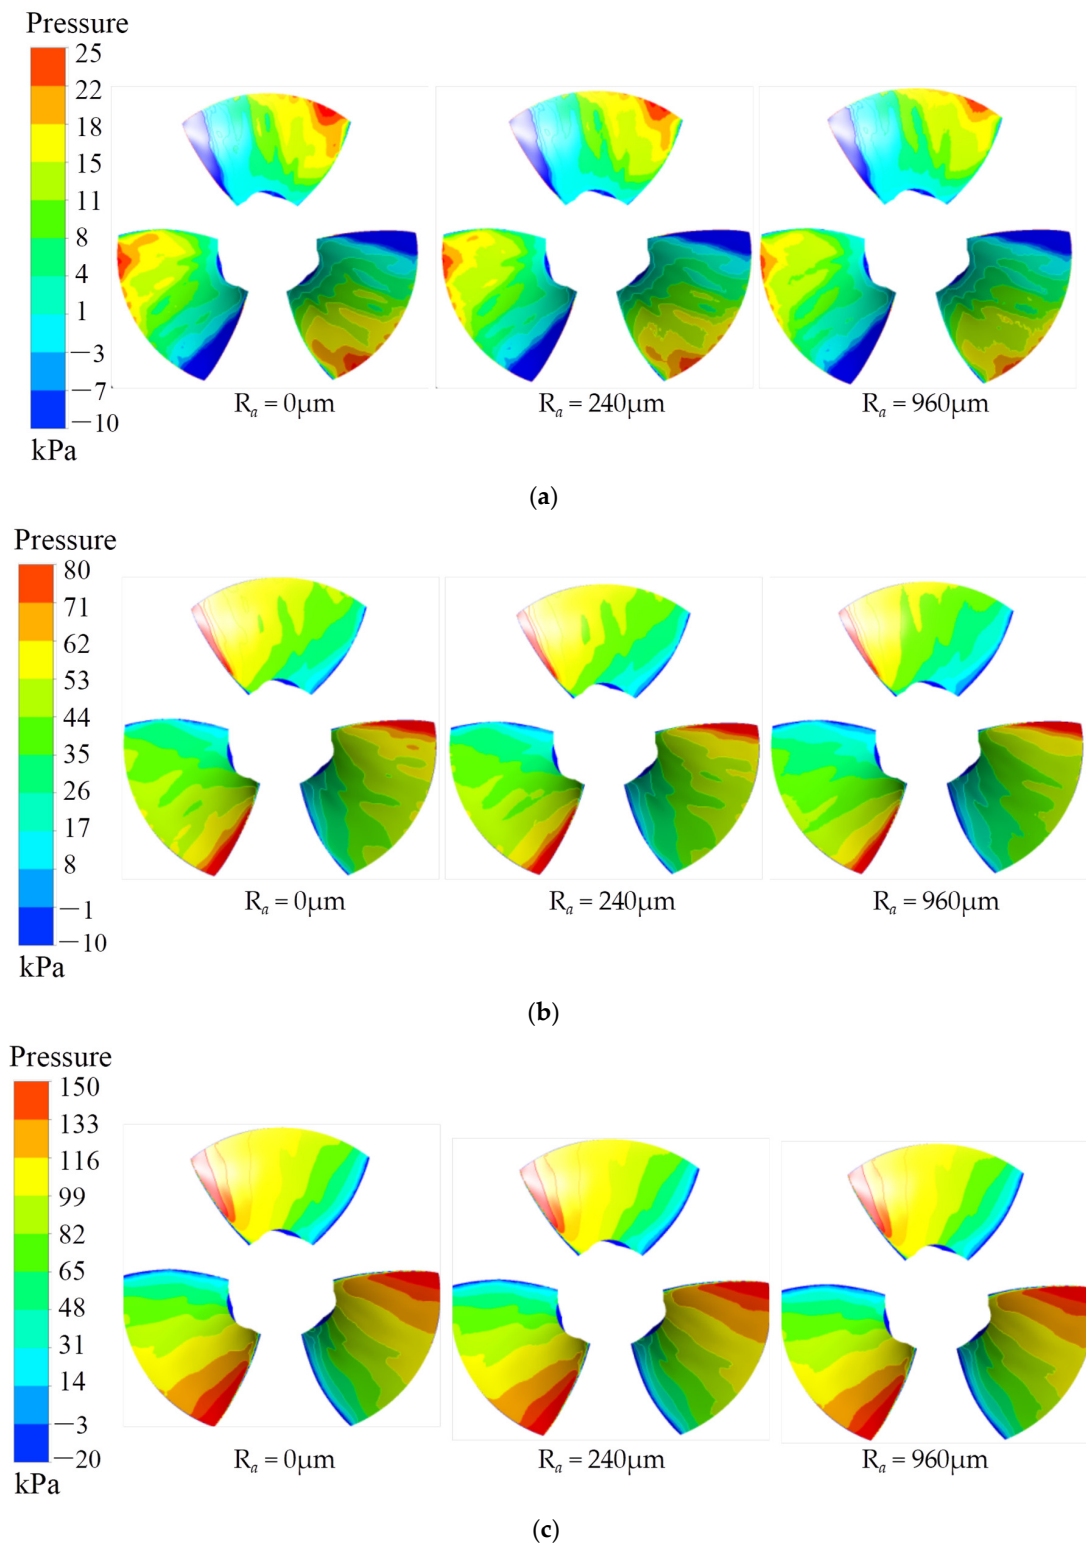 Pressure
25
22
18
15
11
8
4
1
−3
−7
−10
kPa
Rₐ = 0μm
Rₐ = 240μm
Rₐ = 960μm
(a)
Pressure
80
71
62
53
44
35
26
17
8
−1
−10
kPa
Rₐ = 0μm
Rₐ = 240μm
Rₐ = 960μm
(b)
Pressure
150
133
116
99
82
65
48
31
14
−3
−20
kPa
Rₐ = 0μm
Rₐ = 240μm
Rₐ = 960μm
(c)